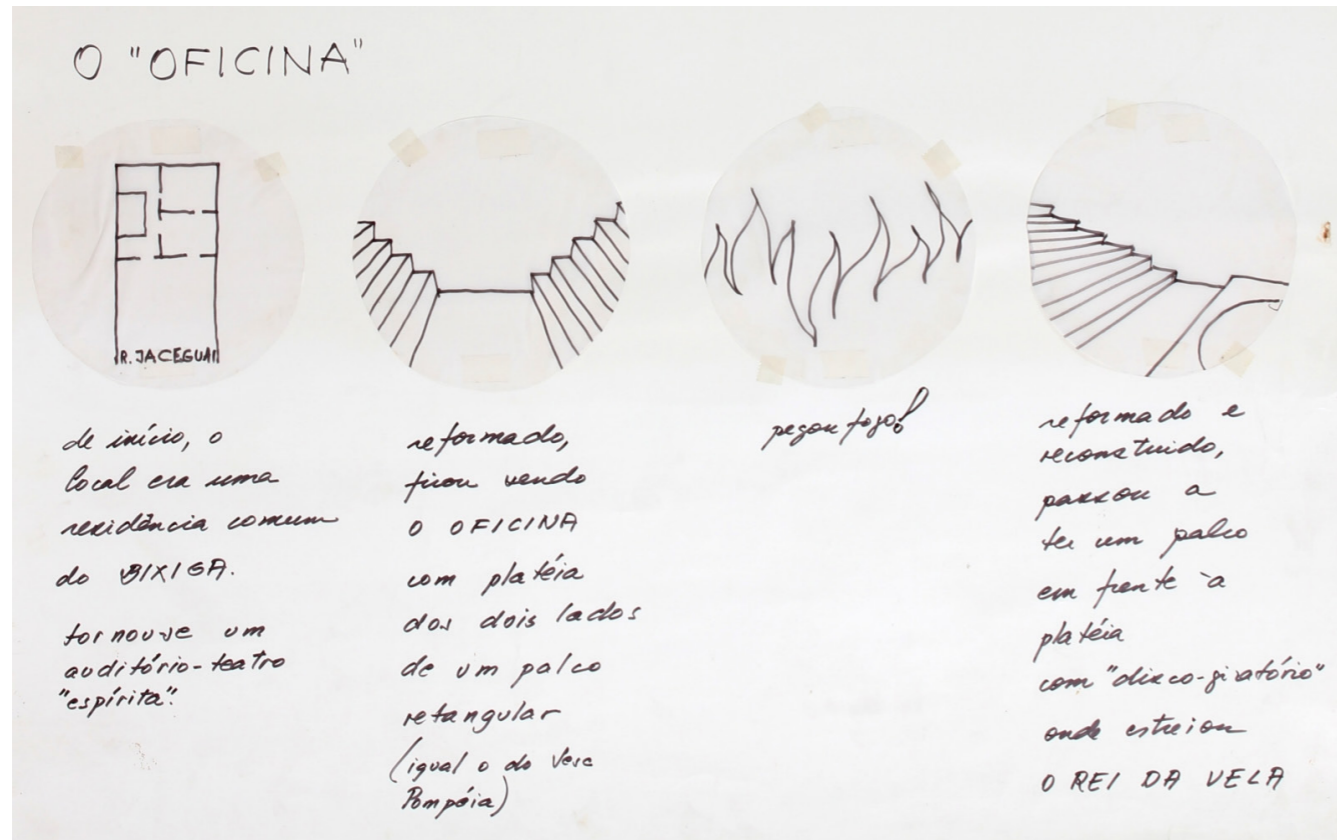 O "OFICINA"
R. JACEGUAI
de início, o
local era uma
residência comum
do BIXIGA.
tornou-se um
auditório-teatro
"espírita".
reformado,
ficou sendo
O OFICINA
com platéia
dos dois lados
de um palco
retangular
(igual o do Sesc
Pompéia)
pegou fogo!
reformado e
reconstruido,
passou a
ter um palco
em frente à
platéia
com "disco-giratório"
onde estreiou
O REI DA VELA